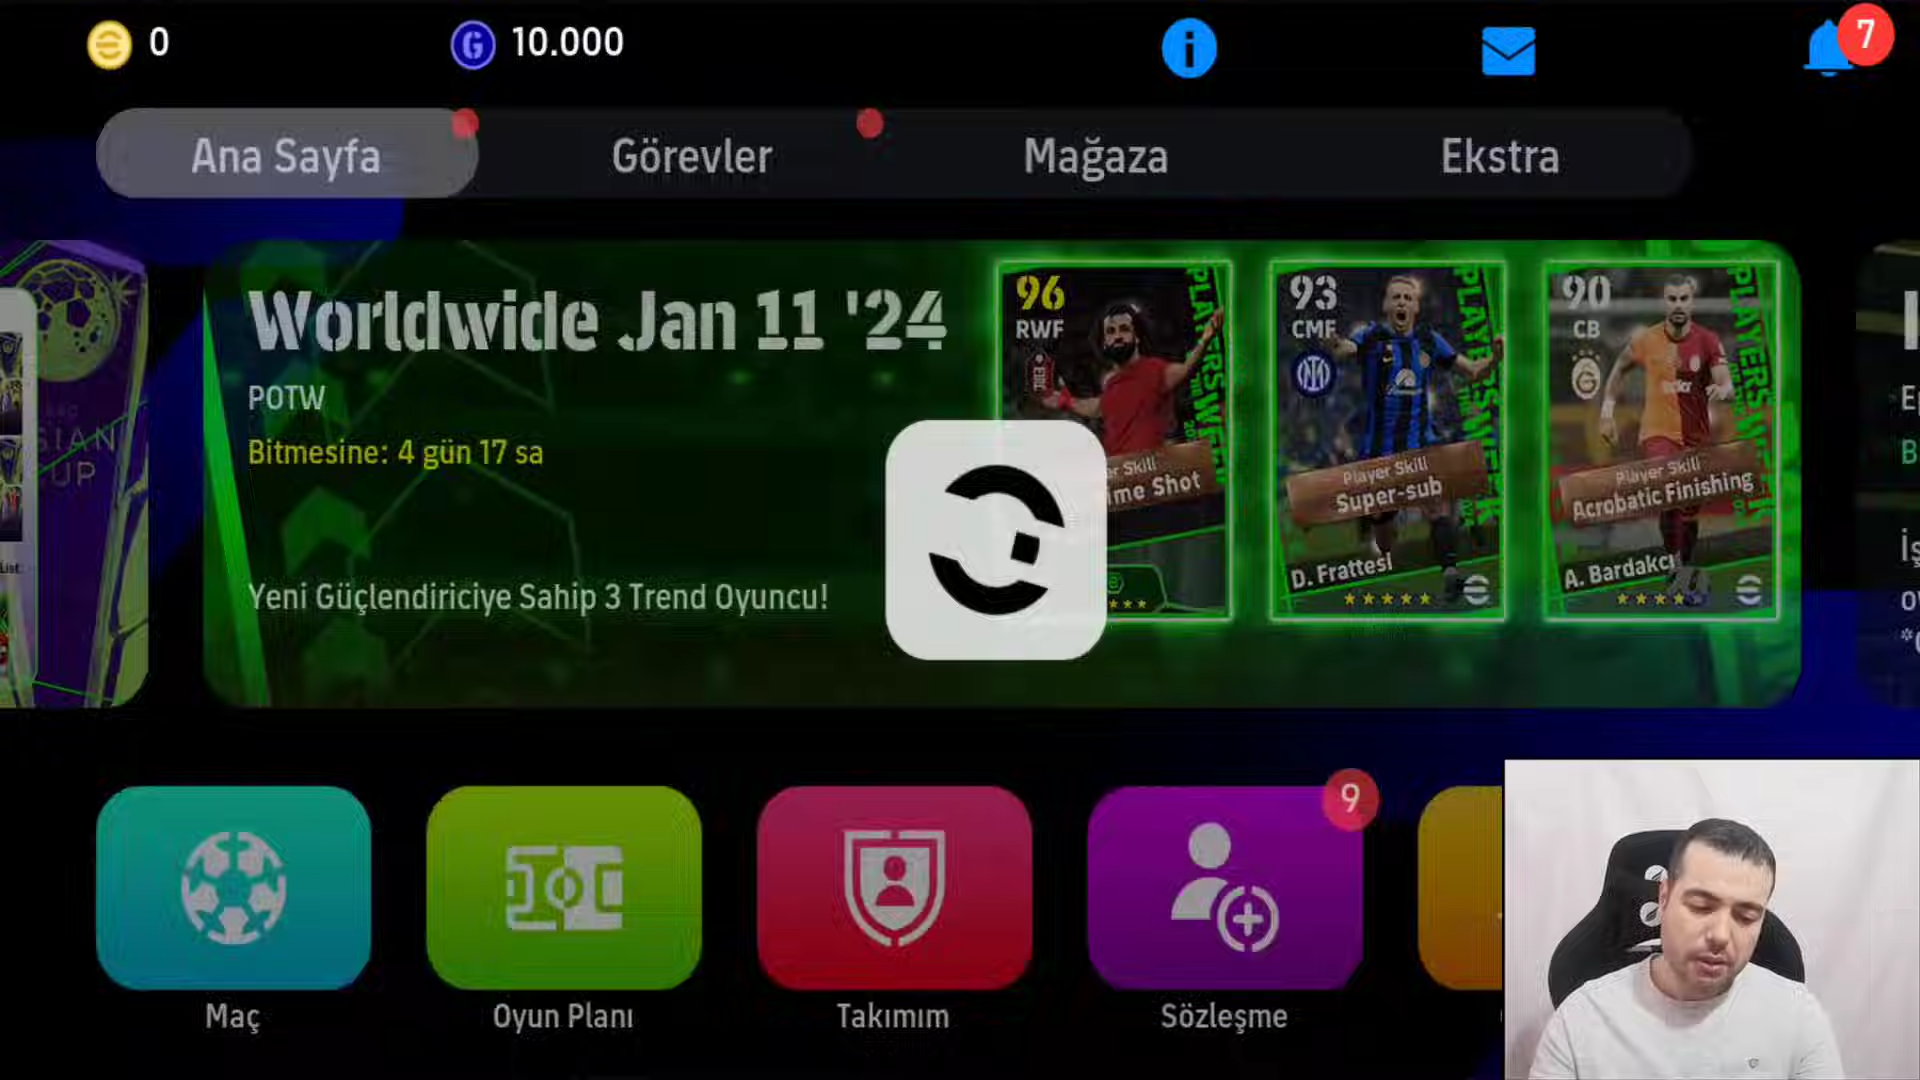 0
10.000
7
Ana Sayfa
Görevler
Mağaza
Ekstra
Worldwide Jan 11 '24
POTW
Bitmesine: 4 gün 17 sa
Yeni Güçlendiriciye Sahip 3 Trend Oyuncu!
96
RWF
Skill
Shot
93
CMF
Player Skill
Super-sub
D. Frattesi
90
CB
Player Skill
Acrobatic Finishing
A. Bardakcı
9
Maç
Oyun Planı
Takımım
Sözleşme